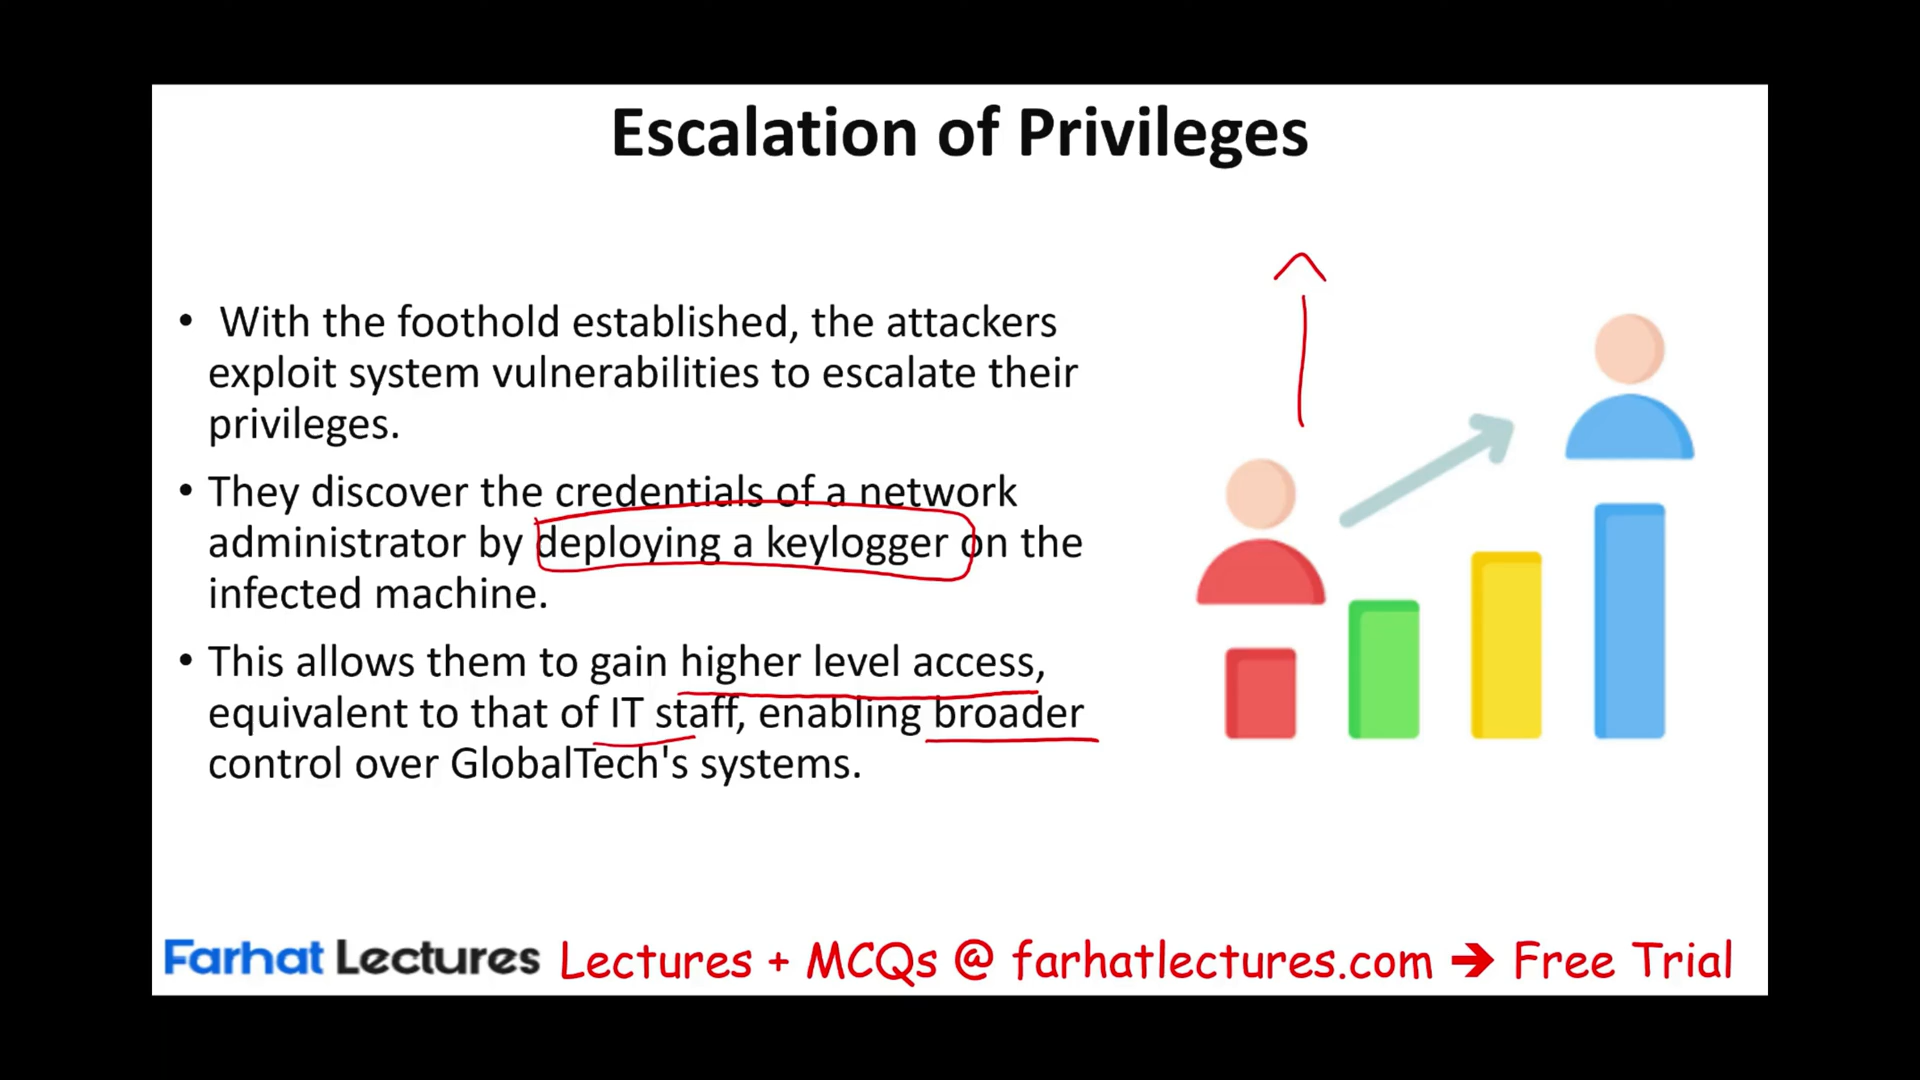 Escalation of Privileges
• With the foothold established, the attackers
exploit system vulnerabilities to escalate their
privileges.
• They discover the credentials of a network
administrator by deploying a keylogger on the
infected machine.
• This allows them to gain higher level access,
equivalent to that of IT staff, enabling broader
control over GlobalTech's systems.
Farhat Lectures Lectures + MCQs @ farhatlectures.com ➔ Free Trial